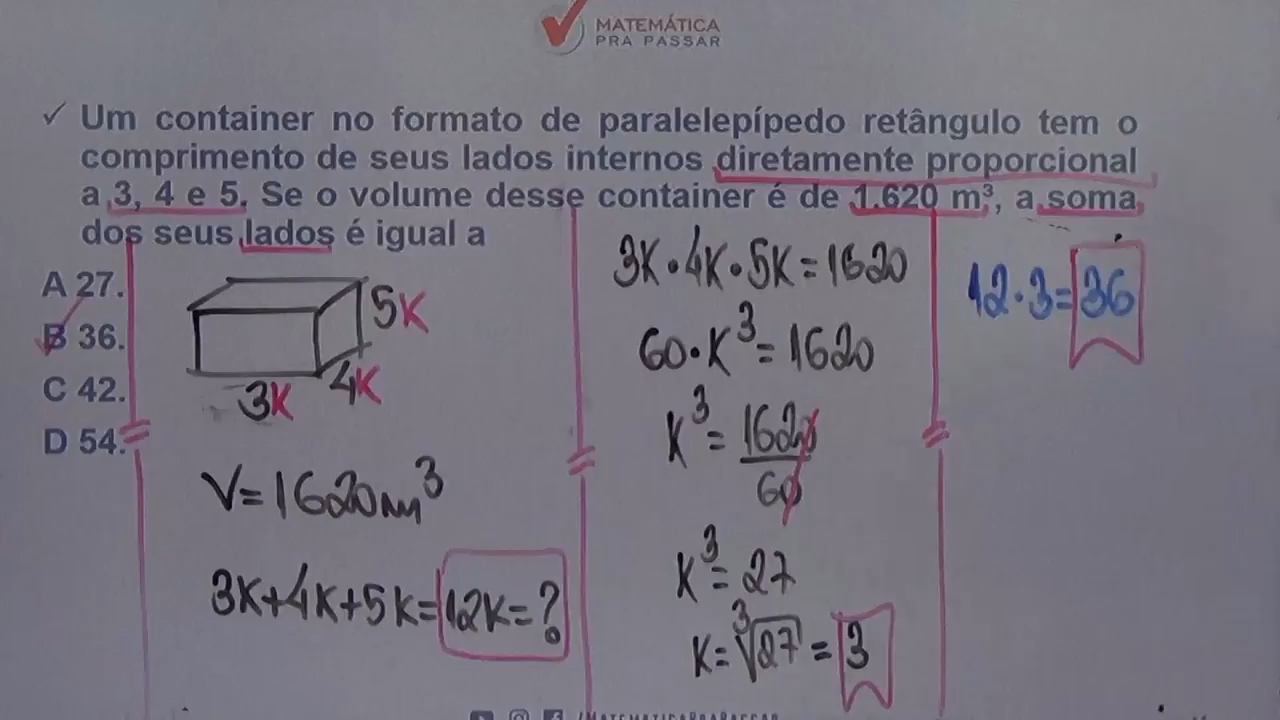 MATEMÁTICA
PRA PASSAR
✓ Um container no formato de paralelepípedo retângulo tem o
comprimento de seus lados internos diretamente proporcional
a 3, 4 e 5. Se o volume desse container é de 1.620 m³, a soma
dos seus lados é igual a
A 27.
B 36.
C 42.
D 54.
5K
4K
3K
V=1620m³
3K+4K+5K=12K=?
3K·4K·5K=1620
60·K³=1620
K³=1620/60
K³=27
K=∛27=3
12·3=36
/MATEMATICAPRAPASSAR